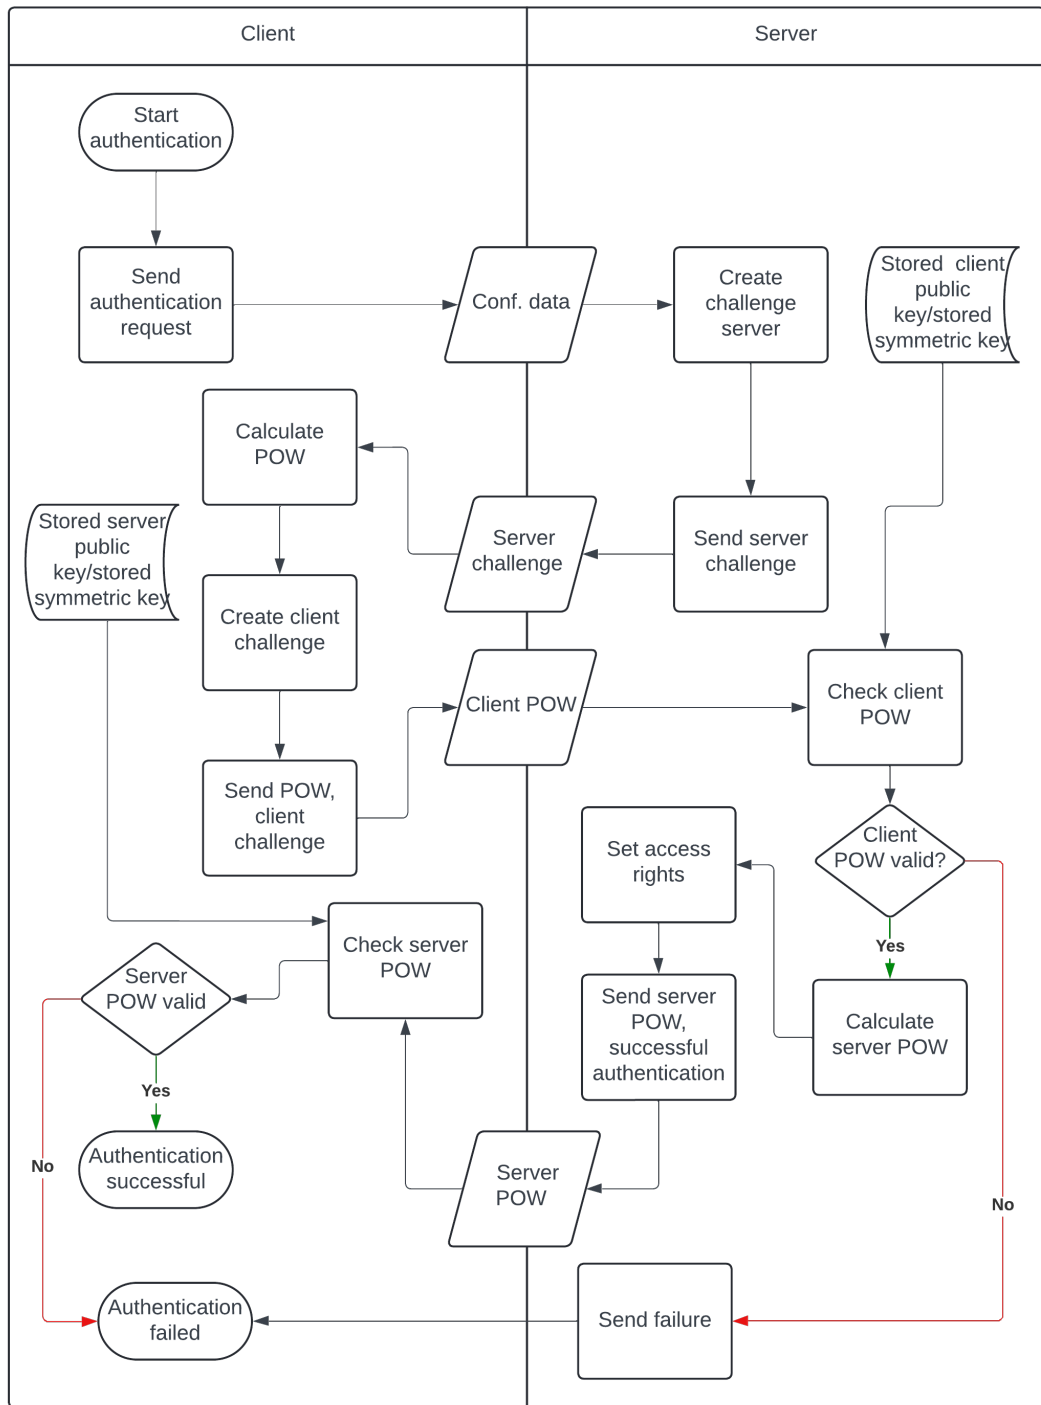 Client
Server
Start
authentication
Send
authentication
request
Conf. data
Create
challenge
server
Stored  client
public
key/stored
symmetric key
Calculate
POW
Stored server
public
key/stored
symmetric key
Server
challenge
Send server
challenge
Create client
challenge
Client POW
Check client
POW
Send POW,
client
challenge
Set access
rights
Client
POW valid?
Yes
Check server
POW
Server
POW valid
Send server
POW,
successful
authentication
Calculate
server POW
Yes
Authentication
successful
No
Server
POW
No
Authentication
failed
Send failure